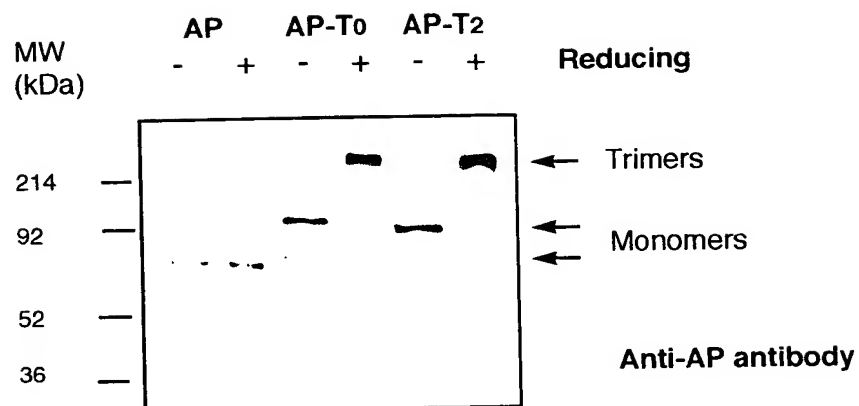 AP AP-T0 AP-T2
MW
(kDa)
- + - + - + Reducing
Trimers
214
92
Monomers
52
Anti-AP antibody
36